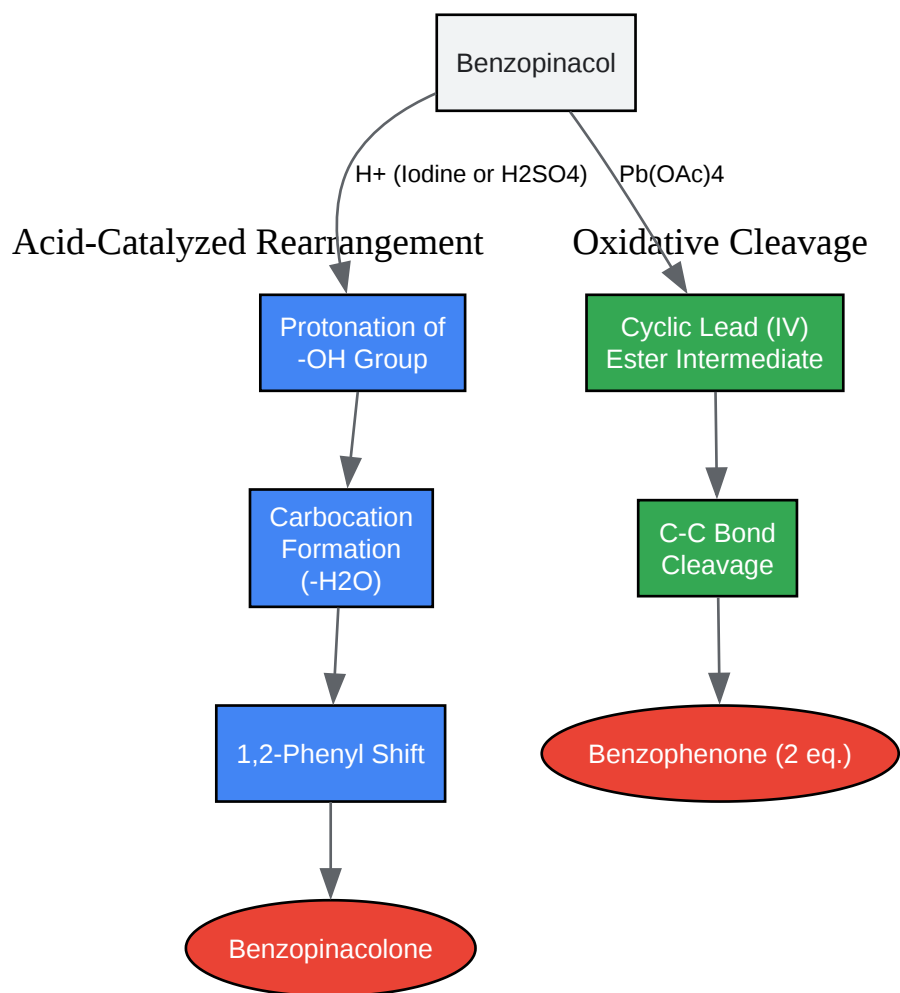 Benzopinacol
H+ (Iodine or H2SO4)
Pb(OAc)4
Acid-Catalyzed Rearrangement
Oxidative Cleavage
Protonation of
-OH Group
Cyclic Lead (IV)
Ester Intermediate
Carbocation
Formation
(-H2O)
C-C Bond
Cleavage
1,2-Phenyl Shift
Benzophenone (2 eq.)
Benzopinacolone